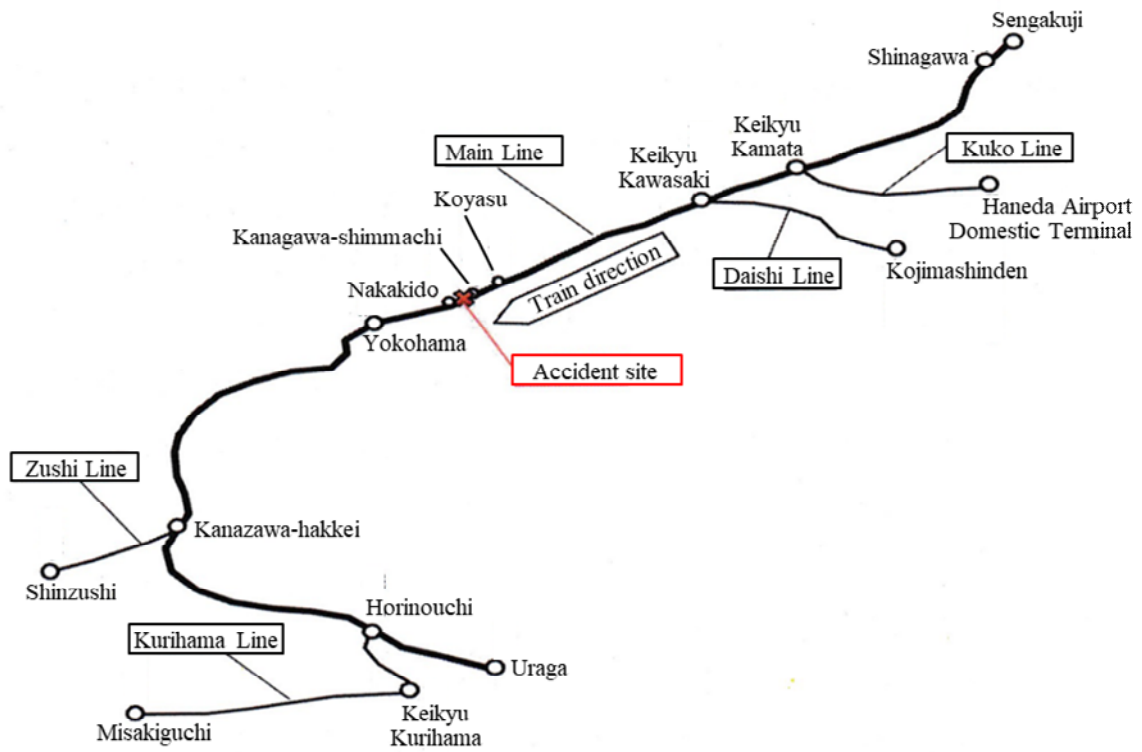 Sengakuji
Shinagawa
Keikyu
Kamata
Kuko Line
Main Line
Keikyu
Kawasaki
Haneda Airport
Domestic Terminal
Koyasu
Kojimashinden
Kanagawa-shimmachi
Daishi Line
Train direction
Nakakido
Yokohama
Accident site
Zushi Line
Kanazawa-hakkei
Shinzushi
Horinouchi
Kurihama Line
Uraga
Keikyu
Kurihama
Misakiguchi